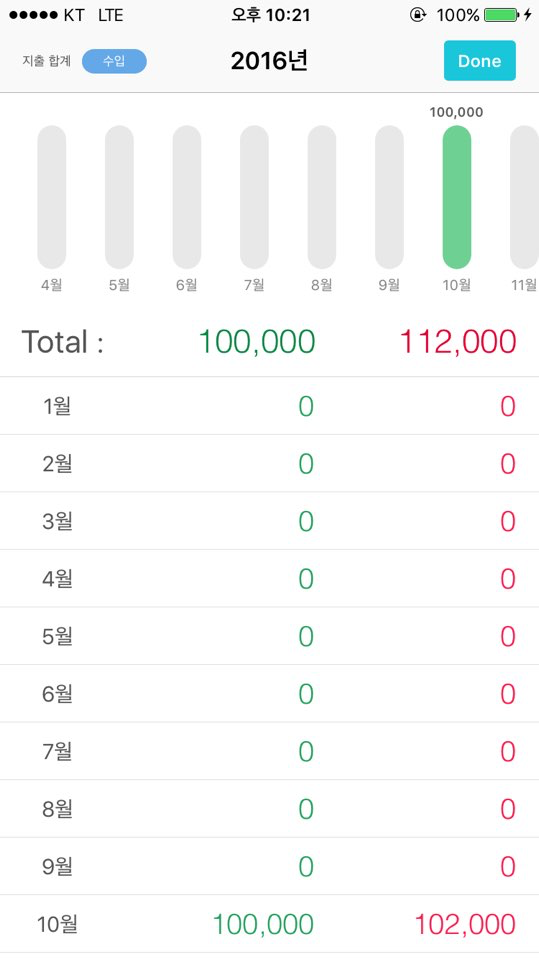 KT LTE 오후 10:21 100%
지출 합계 수입 2016년 Done
100,000
4월 5월 6월 7월 8월 9월 10월 11월
Total : 100,000 112,000
1월 0 0
2월 0 0
3월 0 0
4월 0 0
5월 0 0
6월 0 0
7월 0 0
8월 0 0
9월 0 0
10월 100,000 102,000